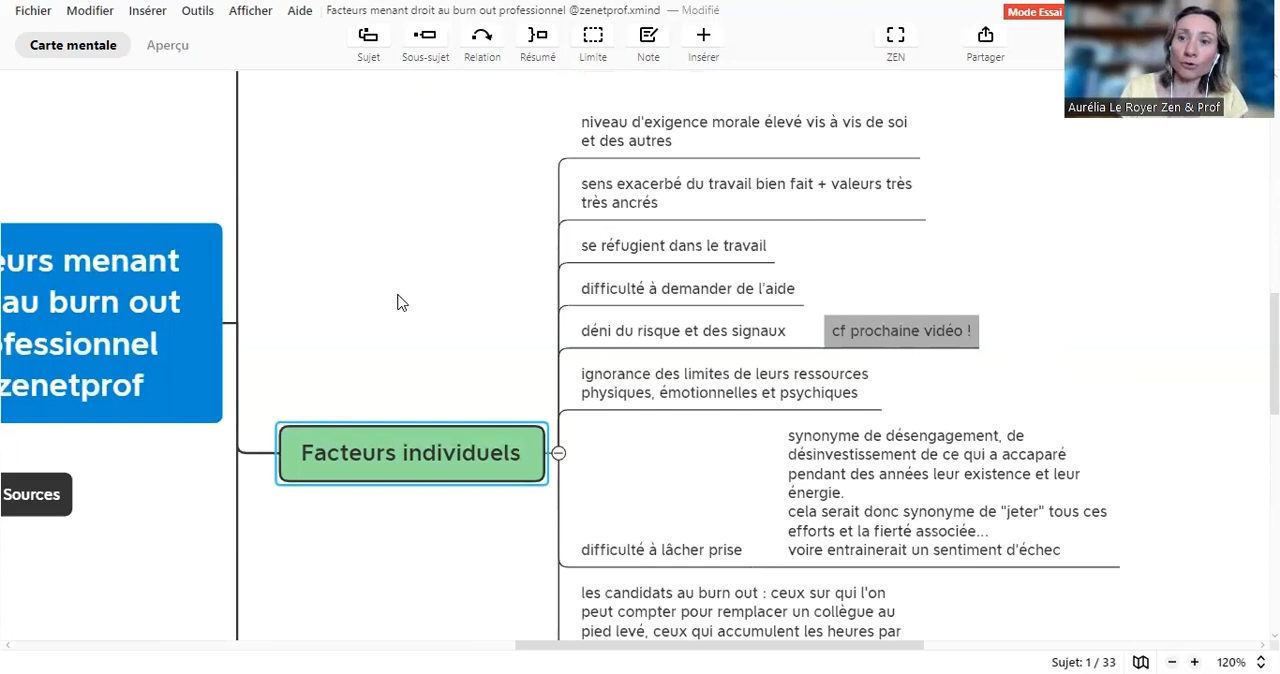 Fichier Modifier Insérer Outils Afficher Aide Facteurs menant droit au burn out professionnel @zenetprof.xmind — Modifié
Mode Essai
Carte mentale Aperçu
Sujet Sous-sujet Relation Résumé Limite Note Insérer ZEN Partager
Aurélia Le Royer Zen & Prof
niveau d'exigence morale élevé vis à vis de soi
et des autres
sens exacerbé du travail bien fait + valeurs très
très ancrés
se réfugient dans le travail
difficulté à demander de l'aide
déni du risque et des signaux cf prochaine vidéo !
ignorance des limites de leurs ressources
physiques, émotionnelles et psychiques
eurs menant
au burn out
ofessionnel
zenetprof
Facteurs individuels
Sources
synonyme de désengagement, de
désinvestissement de ce qui a accaparé
pendant des années leur existence et leur
énergie.
cela serait donc synonyme de "jeter" tous ces
efforts et la fierté associée...
difficulté à lâcher prise voire entrainerait un sentiment d'échec
les candidats au burn out : ceux sur qui l'on
peut compter pour remplacer un collègue au
pied levé, ceux qui accumulent les heures par
Sujet: 1 / 33 120%